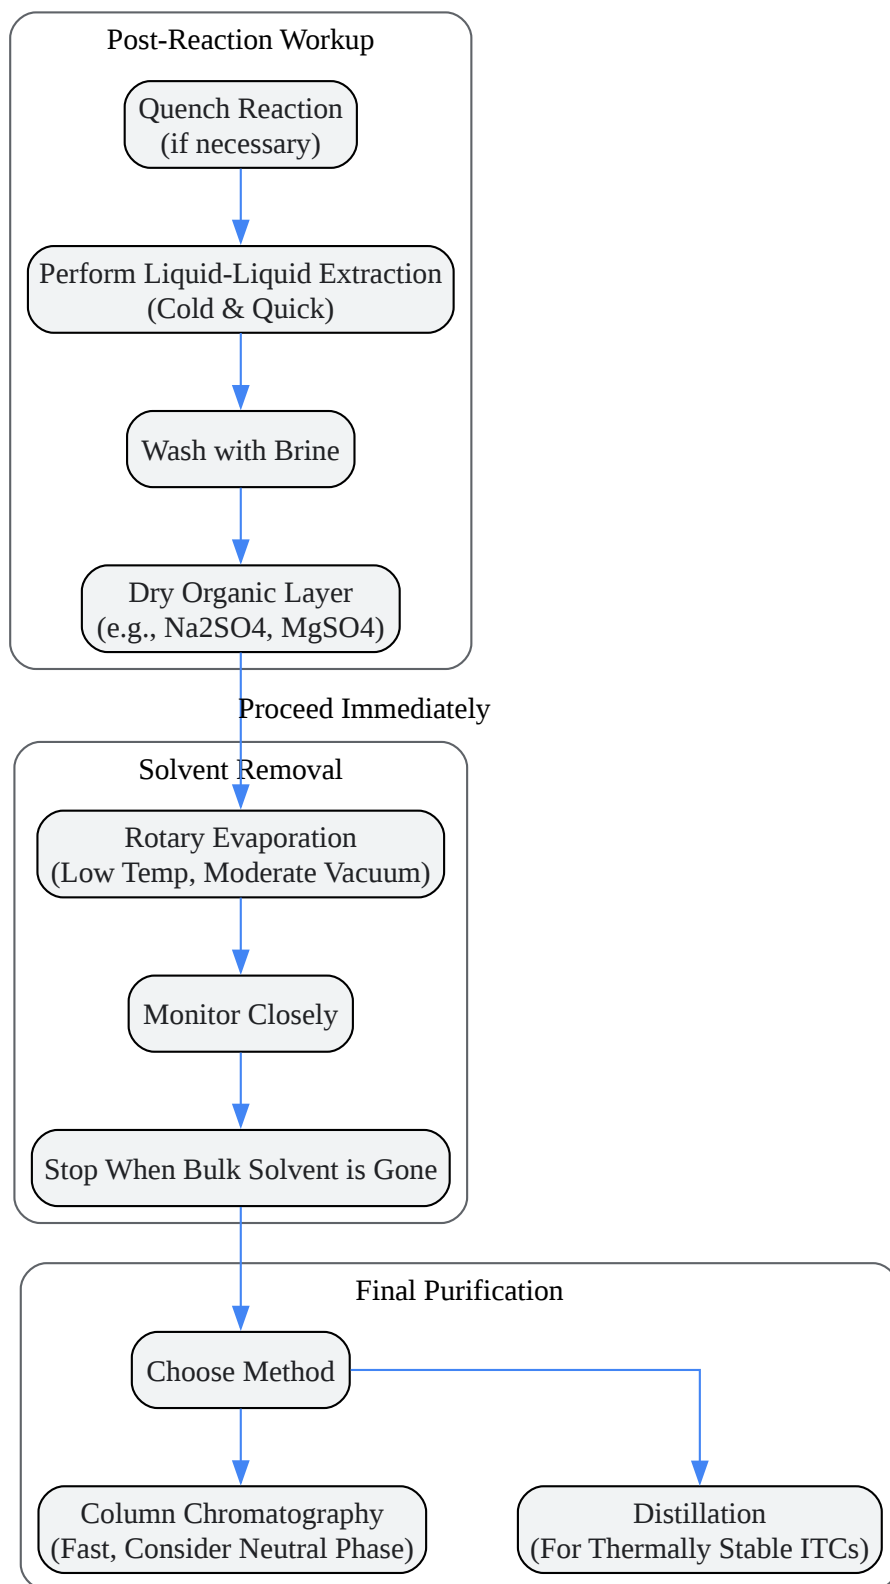 Post-Reaction Workup
Quench Reaction
(if necessary)
Perform Liquid-Liquid Extraction
(Cold & Quick)
Wash with Brine
Dry Organic Layer
(e.g., Na2SO4, MgSO4)
Proceed Immediately
Solvent Removal
Rotary Evaporation
(Low Temp, Moderate Vacuum)
Monitor Closely
Stop When Bulk Solvent is Gone
Final Purification
Choose Method
Column Chromatography
(Fast, Consider Neutral Phase)
Distillation
(For Thermally Stable ITCs)